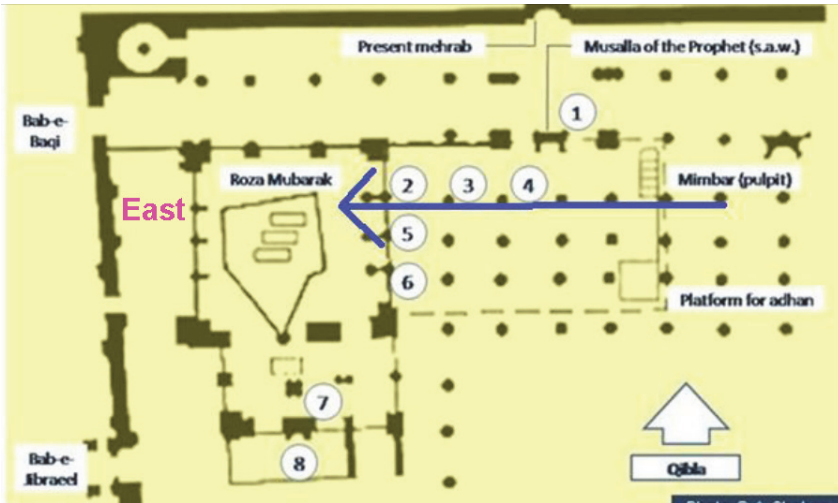 Present mehrab
Musalla of the Prophet (s.a.w.)
1
Bab-e-
Baqi
Roza Mubarak
2
3
4
Mimbar (pulpit)
East
5
6
Platform for adhan
7
Bab-e-
Jibraeel
8
Qibla